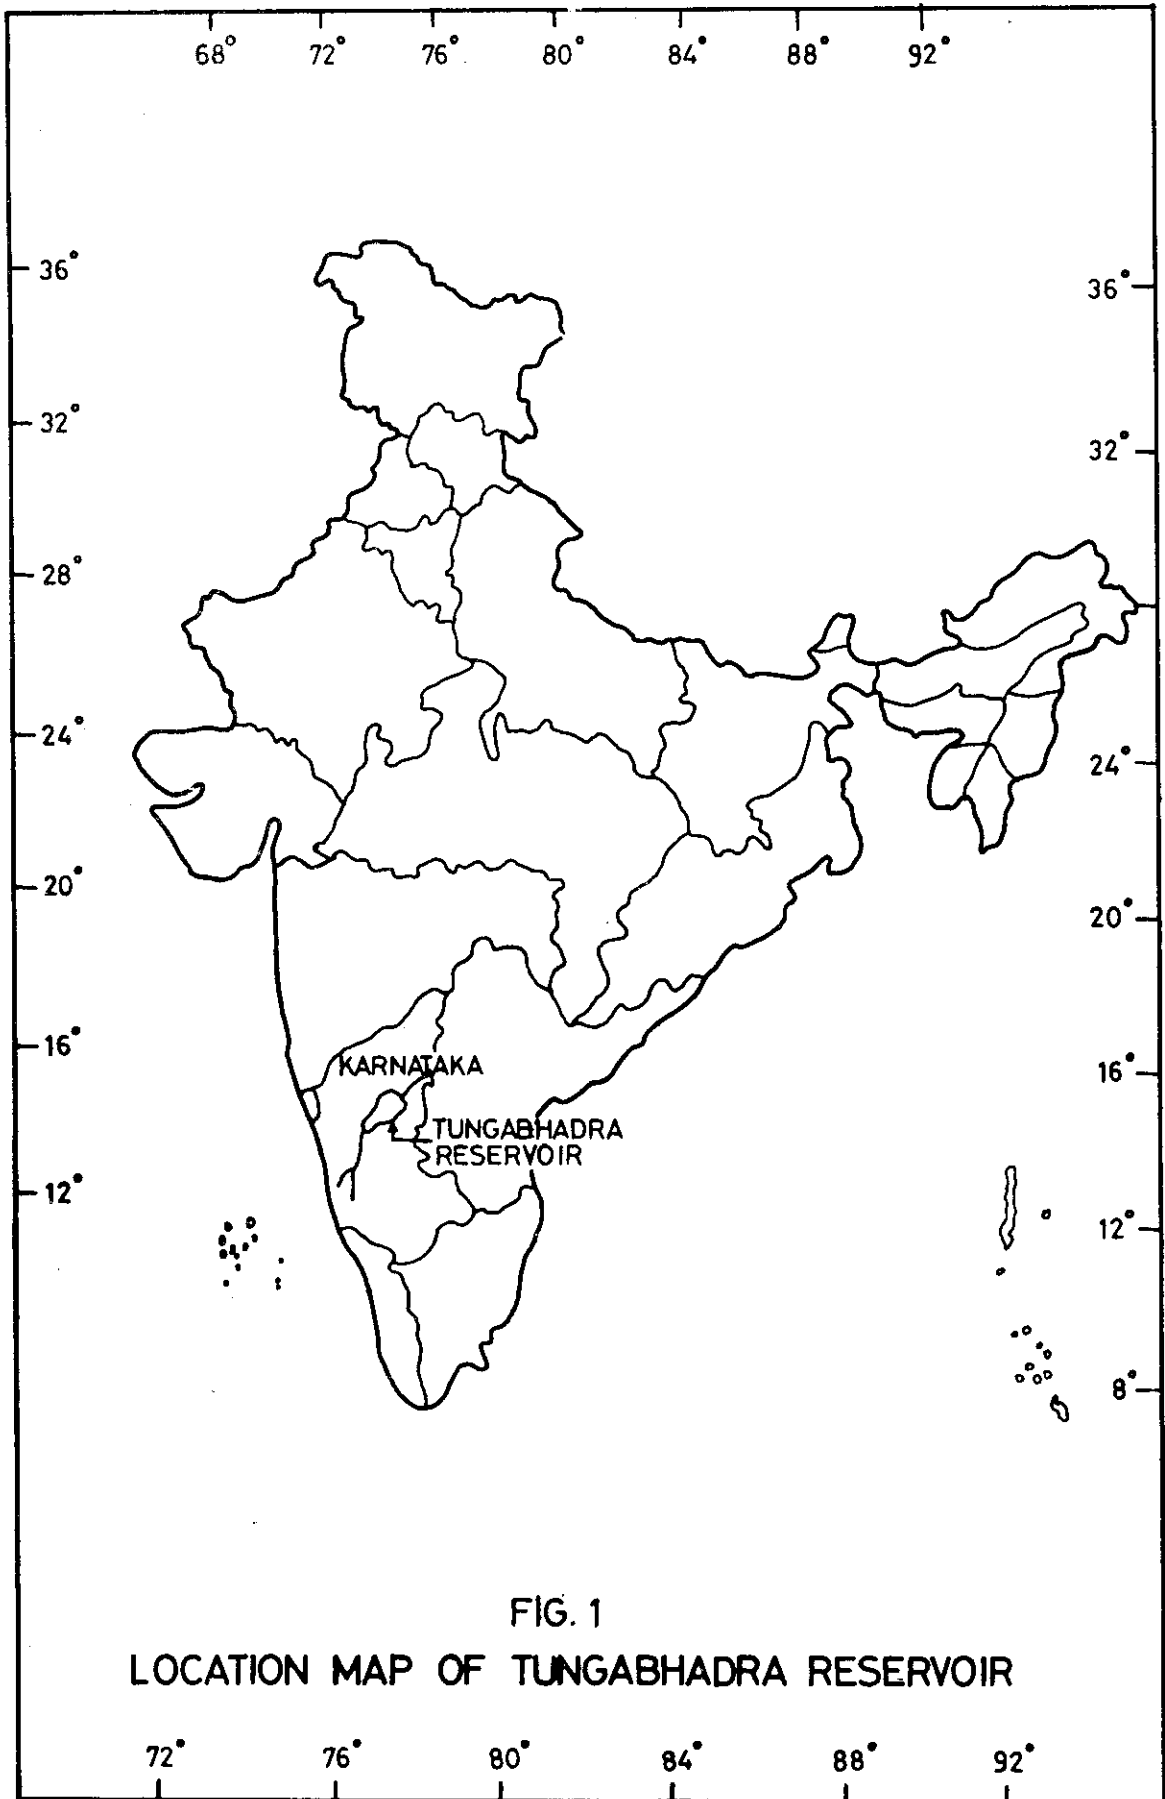 68° 72° 76° 80° 84° 88° 92°
36° 36°
32° 32°
28°
24° 24°
20° 20°
16° 16°
KARNATAKA
TUNGABHADRA
RESERVOIR
12° 12°
8°
FIG. 1
LOCATION MAP OF TUNGABHADRA RESERVOIR
72° 76° 80° 84° 88° 92°